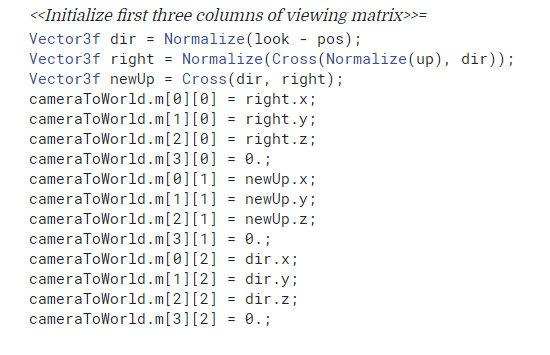 <<Initialize first three columns of viewing matrix>>=
Vector3f dir = Normalize(look - pos);
Vector3f right = Normalize(Cross(Normalize(up), dir));
Vector3f newUp = Cross(dir, right);
cameraToWorld.m[0][0] = right.x;
cameraToWorld.m[1][0] = right.y;
cameraToWorld.m[2][0] = right.z;
cameraToWorld.m[3][0] = 0.;
cameraToWorld.m[0][1] = newUp.x;
cameraToWorld.m[1][1] = newUp.y;
cameraToWorld.m[2][1] = newUp.z;
cameraToWorld.m[3][1] = 0.;
cameraToWorld.m[0][2] = dir.x;
cameraToWorld.m[1][2] = dir.y;
cameraToWorld.m[2][2] = dir.z;
cameraToWorld.m[3][2] = 0.;